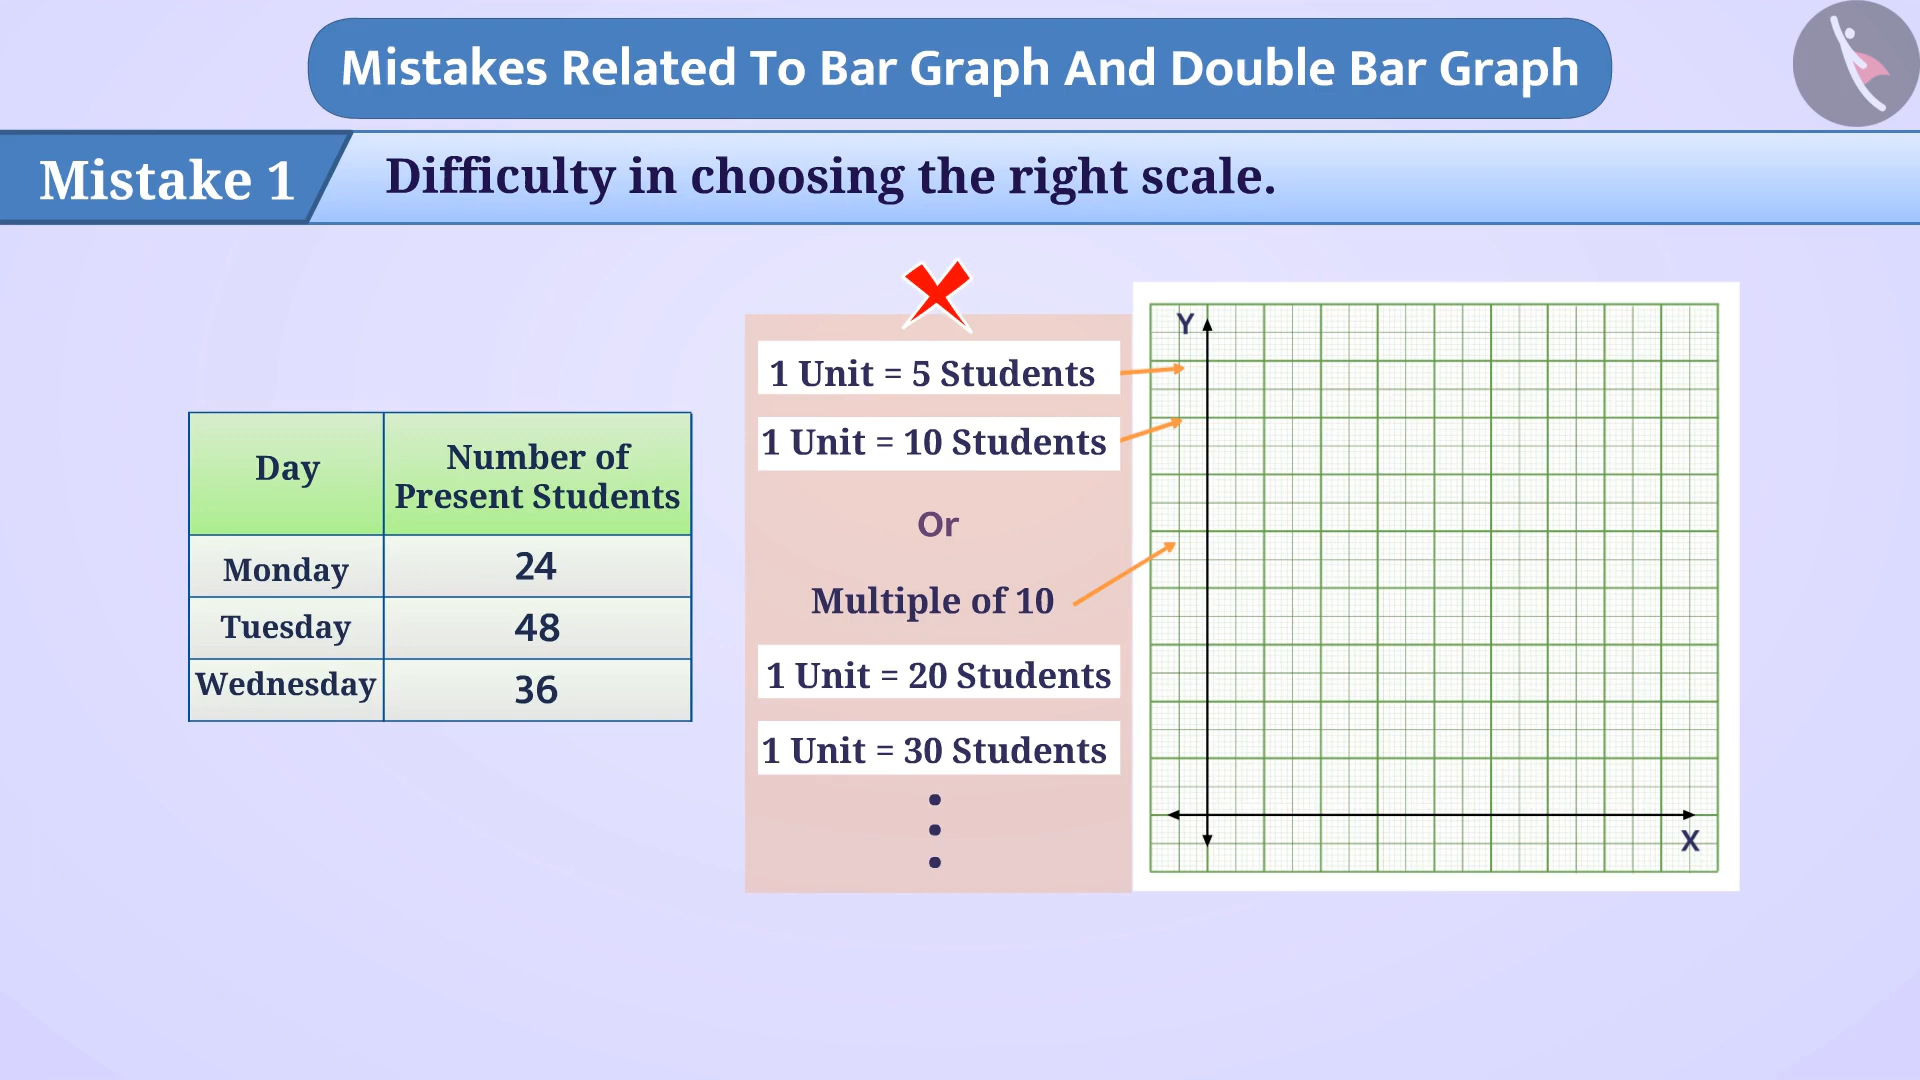 Mistakes Related To Bar Graph And Double Bar Graph
Mistake 1
Difficulty in choosing the right scale.
Day
Number of
Present Students
Monday
24
Tuesday
48
Wednesday
36
1 Unit = 5 Students
1 Unit = 10 Students
Or
Multiple of 10
1 Unit = 20 Students
1 Unit = 30 Students
Y
X